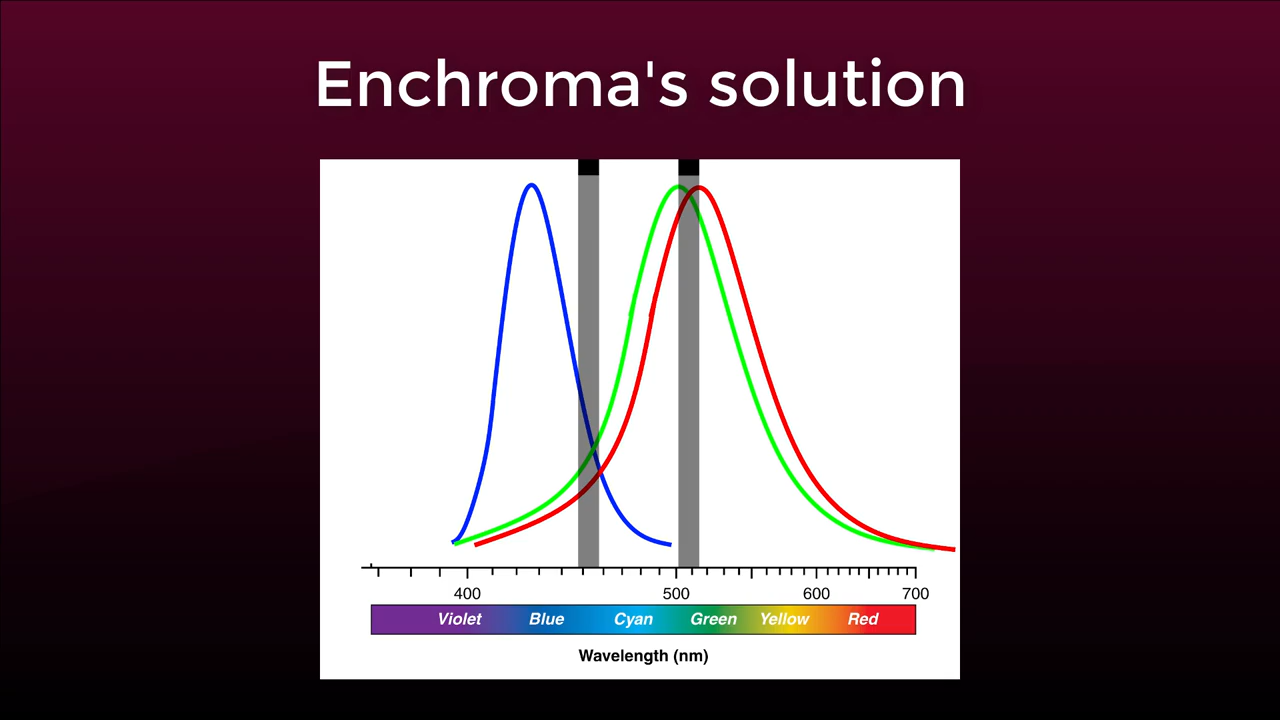 Enchroma's solution
400 500 600 700
Violet Blue Cyan Green Yellow Red
Wavelength (nm)